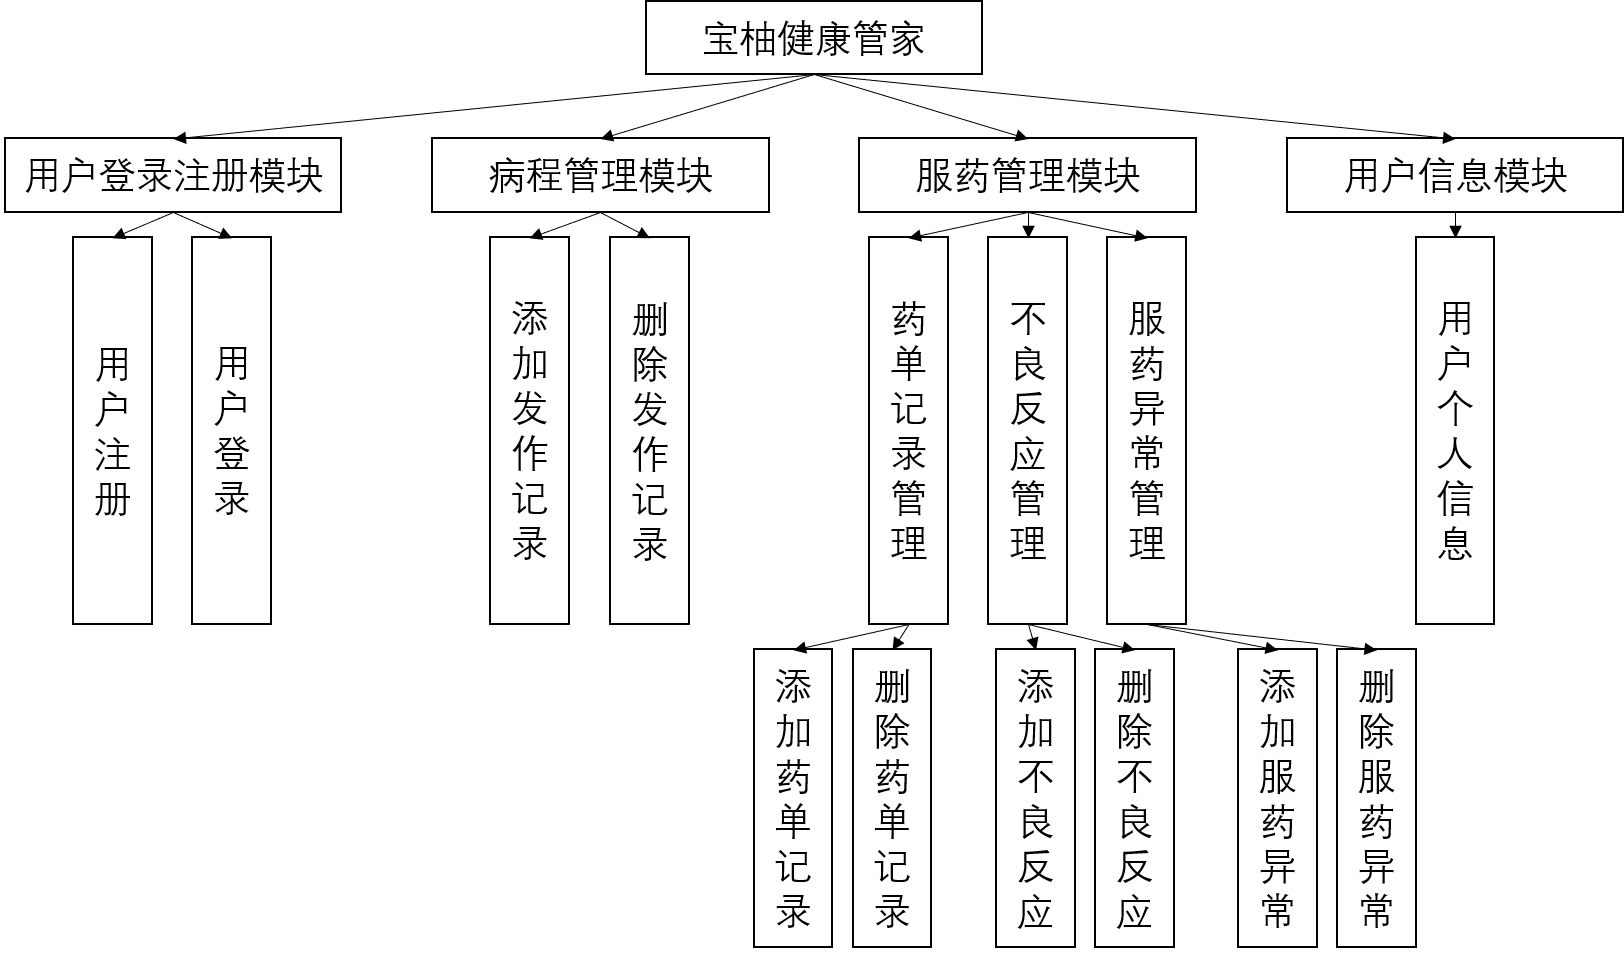 宝柚健康管家
用户登录注册模块
病程管理模块
服药管理模块
用户信息模块
用户注册
用户登录
添加发作记录
删除发作记录
药单记录管理
不良反应管理
服药异常管理
用户个人信息
添加药单记录
删除药单记录
添加不良反应
删除不良反应
添加服药异常
删除服药异常